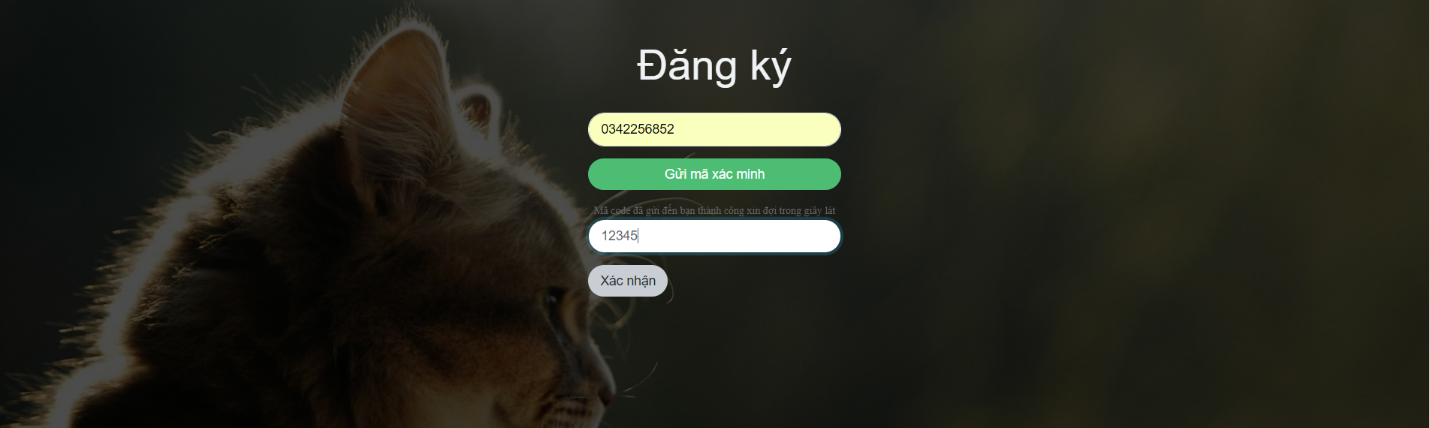 Đăng ký
0342256852
Gửi mã xác minh
Mã code đã gửi đến bạn thành công xin đợi trong giây lát
12345
Xác nhận